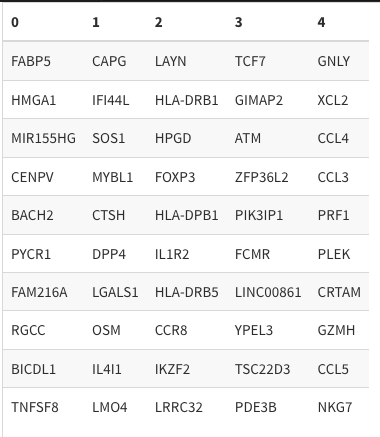 0 1 2 3 4
FABP5 CAPG LAYN TCF7 GNLY
HMGA1 IFI44L HLA-DRB1 GIMAP2 XCL2
MIR155HG SOS1 HPGD ATM CCL4
CENPV MYBL1 FOXP3 ZFP36L2 CCL3
BACH2 CTSH HLA-DPB1 PIK3IP1 PRF1
PYCR1 DPP4 IL1R2 FCMR PLEK
FAM216A LGALS1 HLA-DRB5 LINC00861 CRTAM
RGCC OSM CCR8 YPEL3 GZMH
BICDL1 IL4I1 IKZF2 TSC22D3 CCL5
TNFSF8 LMO4 LRRC32 PDE3B NKG7